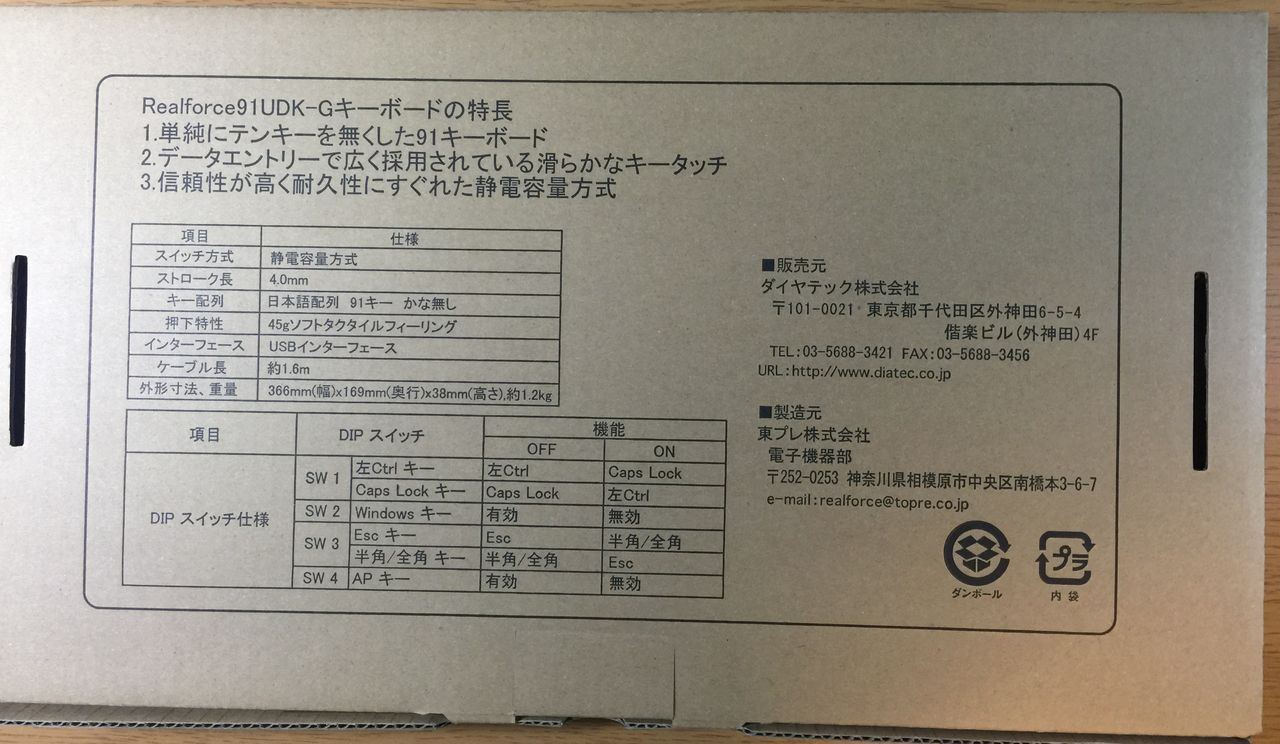 Realforce91UDK-Gキーボードの特長
1.単純にテンキーを無くした91キーボード
2.データエントリーで広く採用されている滑らかなキータッチ
3.信頼性が高く耐久性にすぐれた静電容量方式
項目 仕様
スイッチ方式 静電容量方式
ストローク長 4.0mm
キー配列 日本語配列 91キー かな無し
押下特性 45gソフトタクタイルフィーリング
インターフェース USBインターフェース
ケーブル長 約1.6m
外形寸法、重量 366mm(幅)x169mm(奥行)x38mm(高さ),約1.2kg
項目 DIP スイッチ 機能
OFF ON
DIP スイッチ仕様
SW 1 左Ctrl キー 左Ctrl Caps Lock
Caps Lock キー Caps Lock 左Ctrl
SW 2 Windows キー 有効 無効
SW 3 Esc キー Esc 半角/全角
半角/全角 キー 半角/全角 Esc
SW 4 AP キー 有効 無効
■販売元
ダイヤテック株式会社
〒101-0021 東京都千代田区外神田6-5-4
偕楽ビル(外神田)4F
TEL:03-5688-3421 FAX:03-5688-3456
URL:http://www.diatec.co.jp
■製造元
東プレ株式会社
電子機器部
〒252-0253 神奈川県相模原市中央区南橋本3-6-7
e-mail:realforce@topre.co.jp
ダンボール
プラ
内 袋